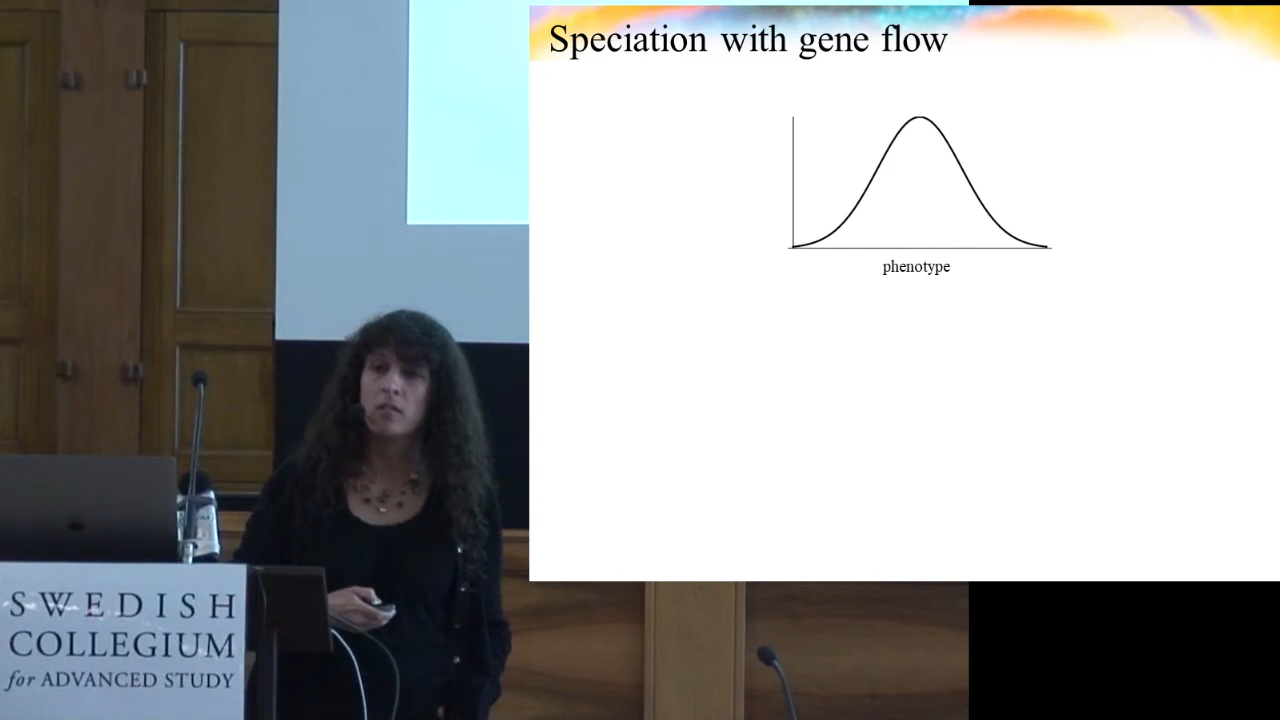 Speciation with gene flow
phenotype
SWEDISH
COLLEGIUM
for ADVANCED STUDY